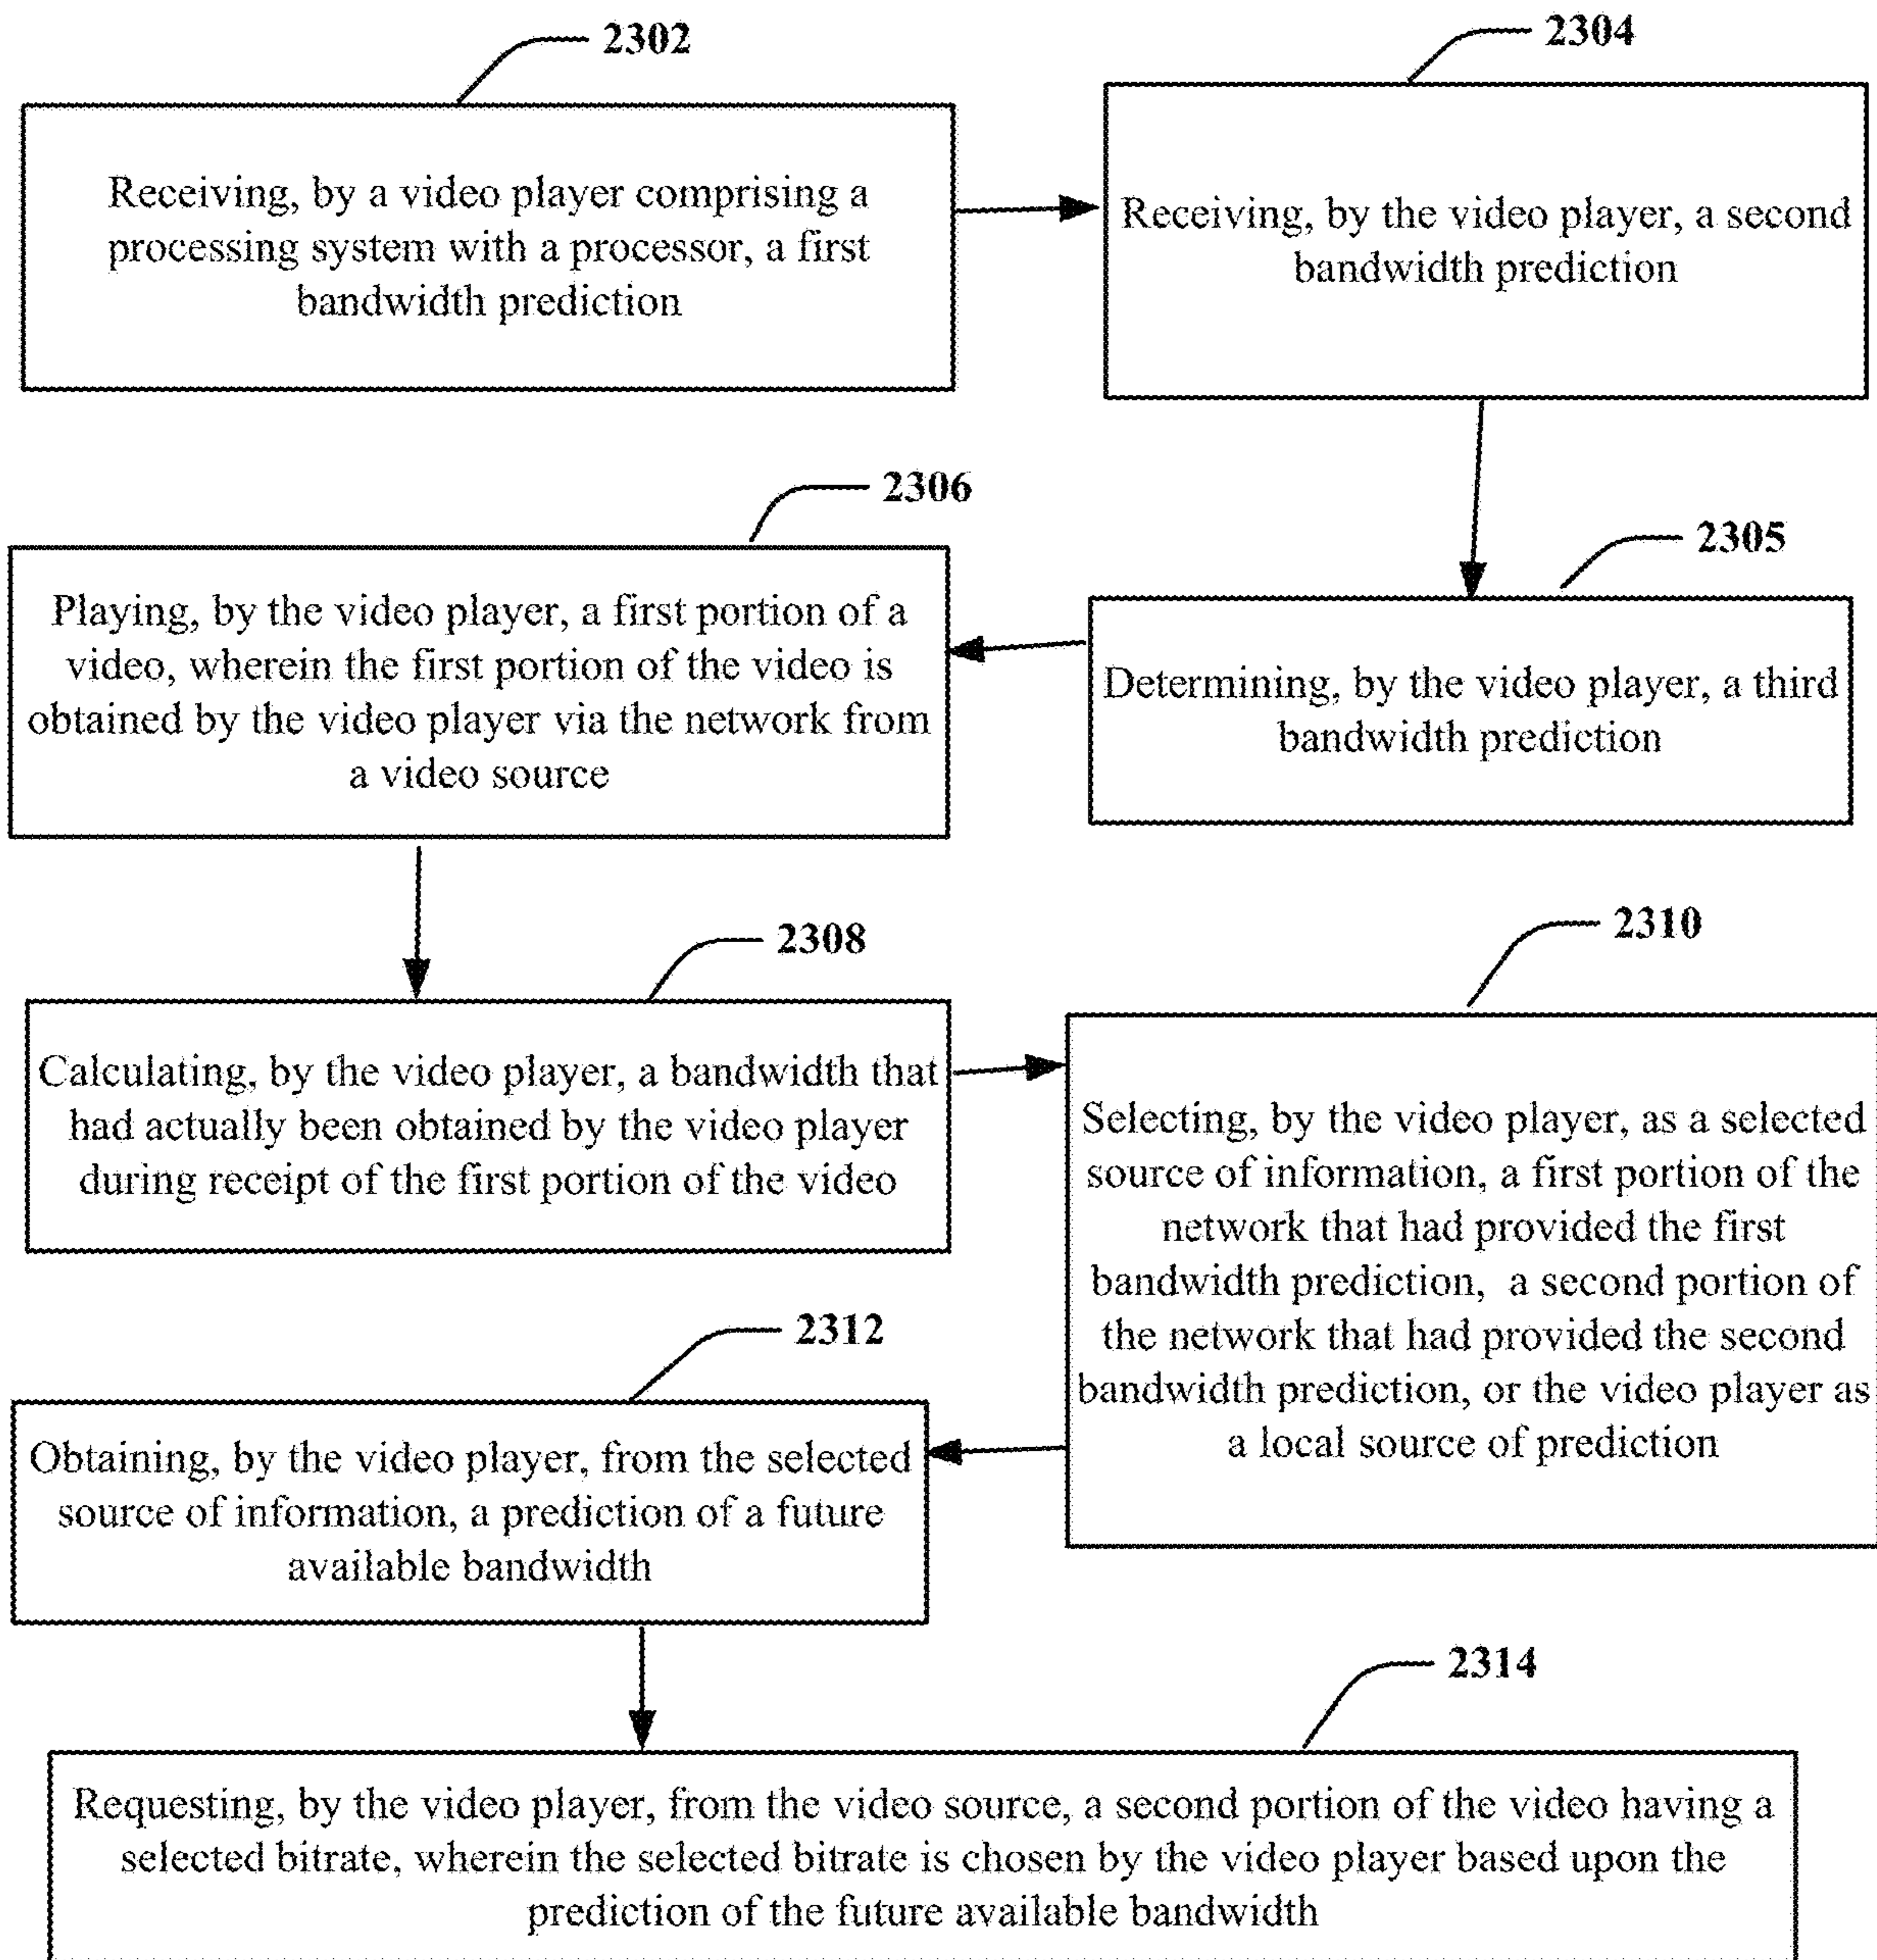 2302
Receiving, by a video player comprising a
processing system with a processor, a first
bandwidth prediction
2304
Receiving, by the video player, a second
bandwidth prediction
2305
Determining, by the video player, a third
bandwidth prediction
2306
Playing, by the video player, a first portion of a
video, wherein the first portion of the video is
obtained by the video player via the network from
a video source
2308
Calculating, by the video player, a bandwidth that
had actually been obtained by the video player
during receipt of the first portion of the video
2310
Selecting, by the video player, as a selected
source of information, a first portion of the
network that had provided the first
bandwidth prediction, a second portion of
the network that had provided the second
bandwidth prediction, or the video player as
a local source of prediction
2312
Obtaining, by the video player, from the selected
source of information, a prediction of a future
available bandwidth
2314
Requesting, by the video player, from the video source, a second portion of the video having a
selected bitrate, wherein the selected bitrate is chosen by the video player based upon the
prediction of the future available bandwidth